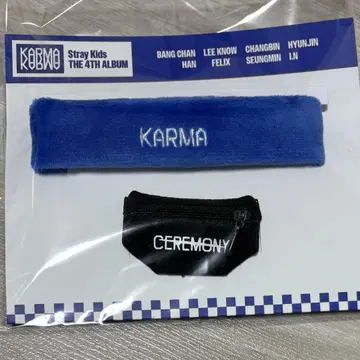 KARMA
KARMA
Stray Kids
THE 4TH ALBUM
BANG CHAN LEE KNOW CHANGBIN HYUNJIN
HAN FELIX SEUNGMIN I.N
KARMA
CEREMONY